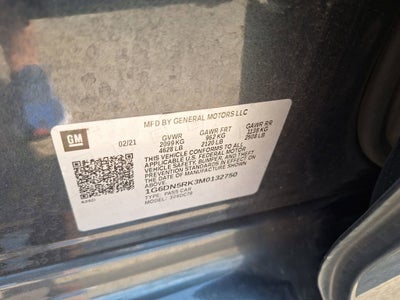 MFD BY GENERAL MOTORS LLC
GM
02/21
GVWR GAWR FRT GAWR RR
2099 KG 962 KG 1138 KG
4628 LB 2120 LB 2508 LB
THIS VEHICLE CONFORMS TO ALL
APPLICABLE U.S. FEDERAL MOTOR
VEHICLE SAFETY, BUMPER, AND THEFT
PREVENTION STANDARDS IN EFFECT ON
THE DATE OF MANUFACTURE SHOWN
ABOVE.
1G6DN5RK3M0132750
TYPE: PASS CAR